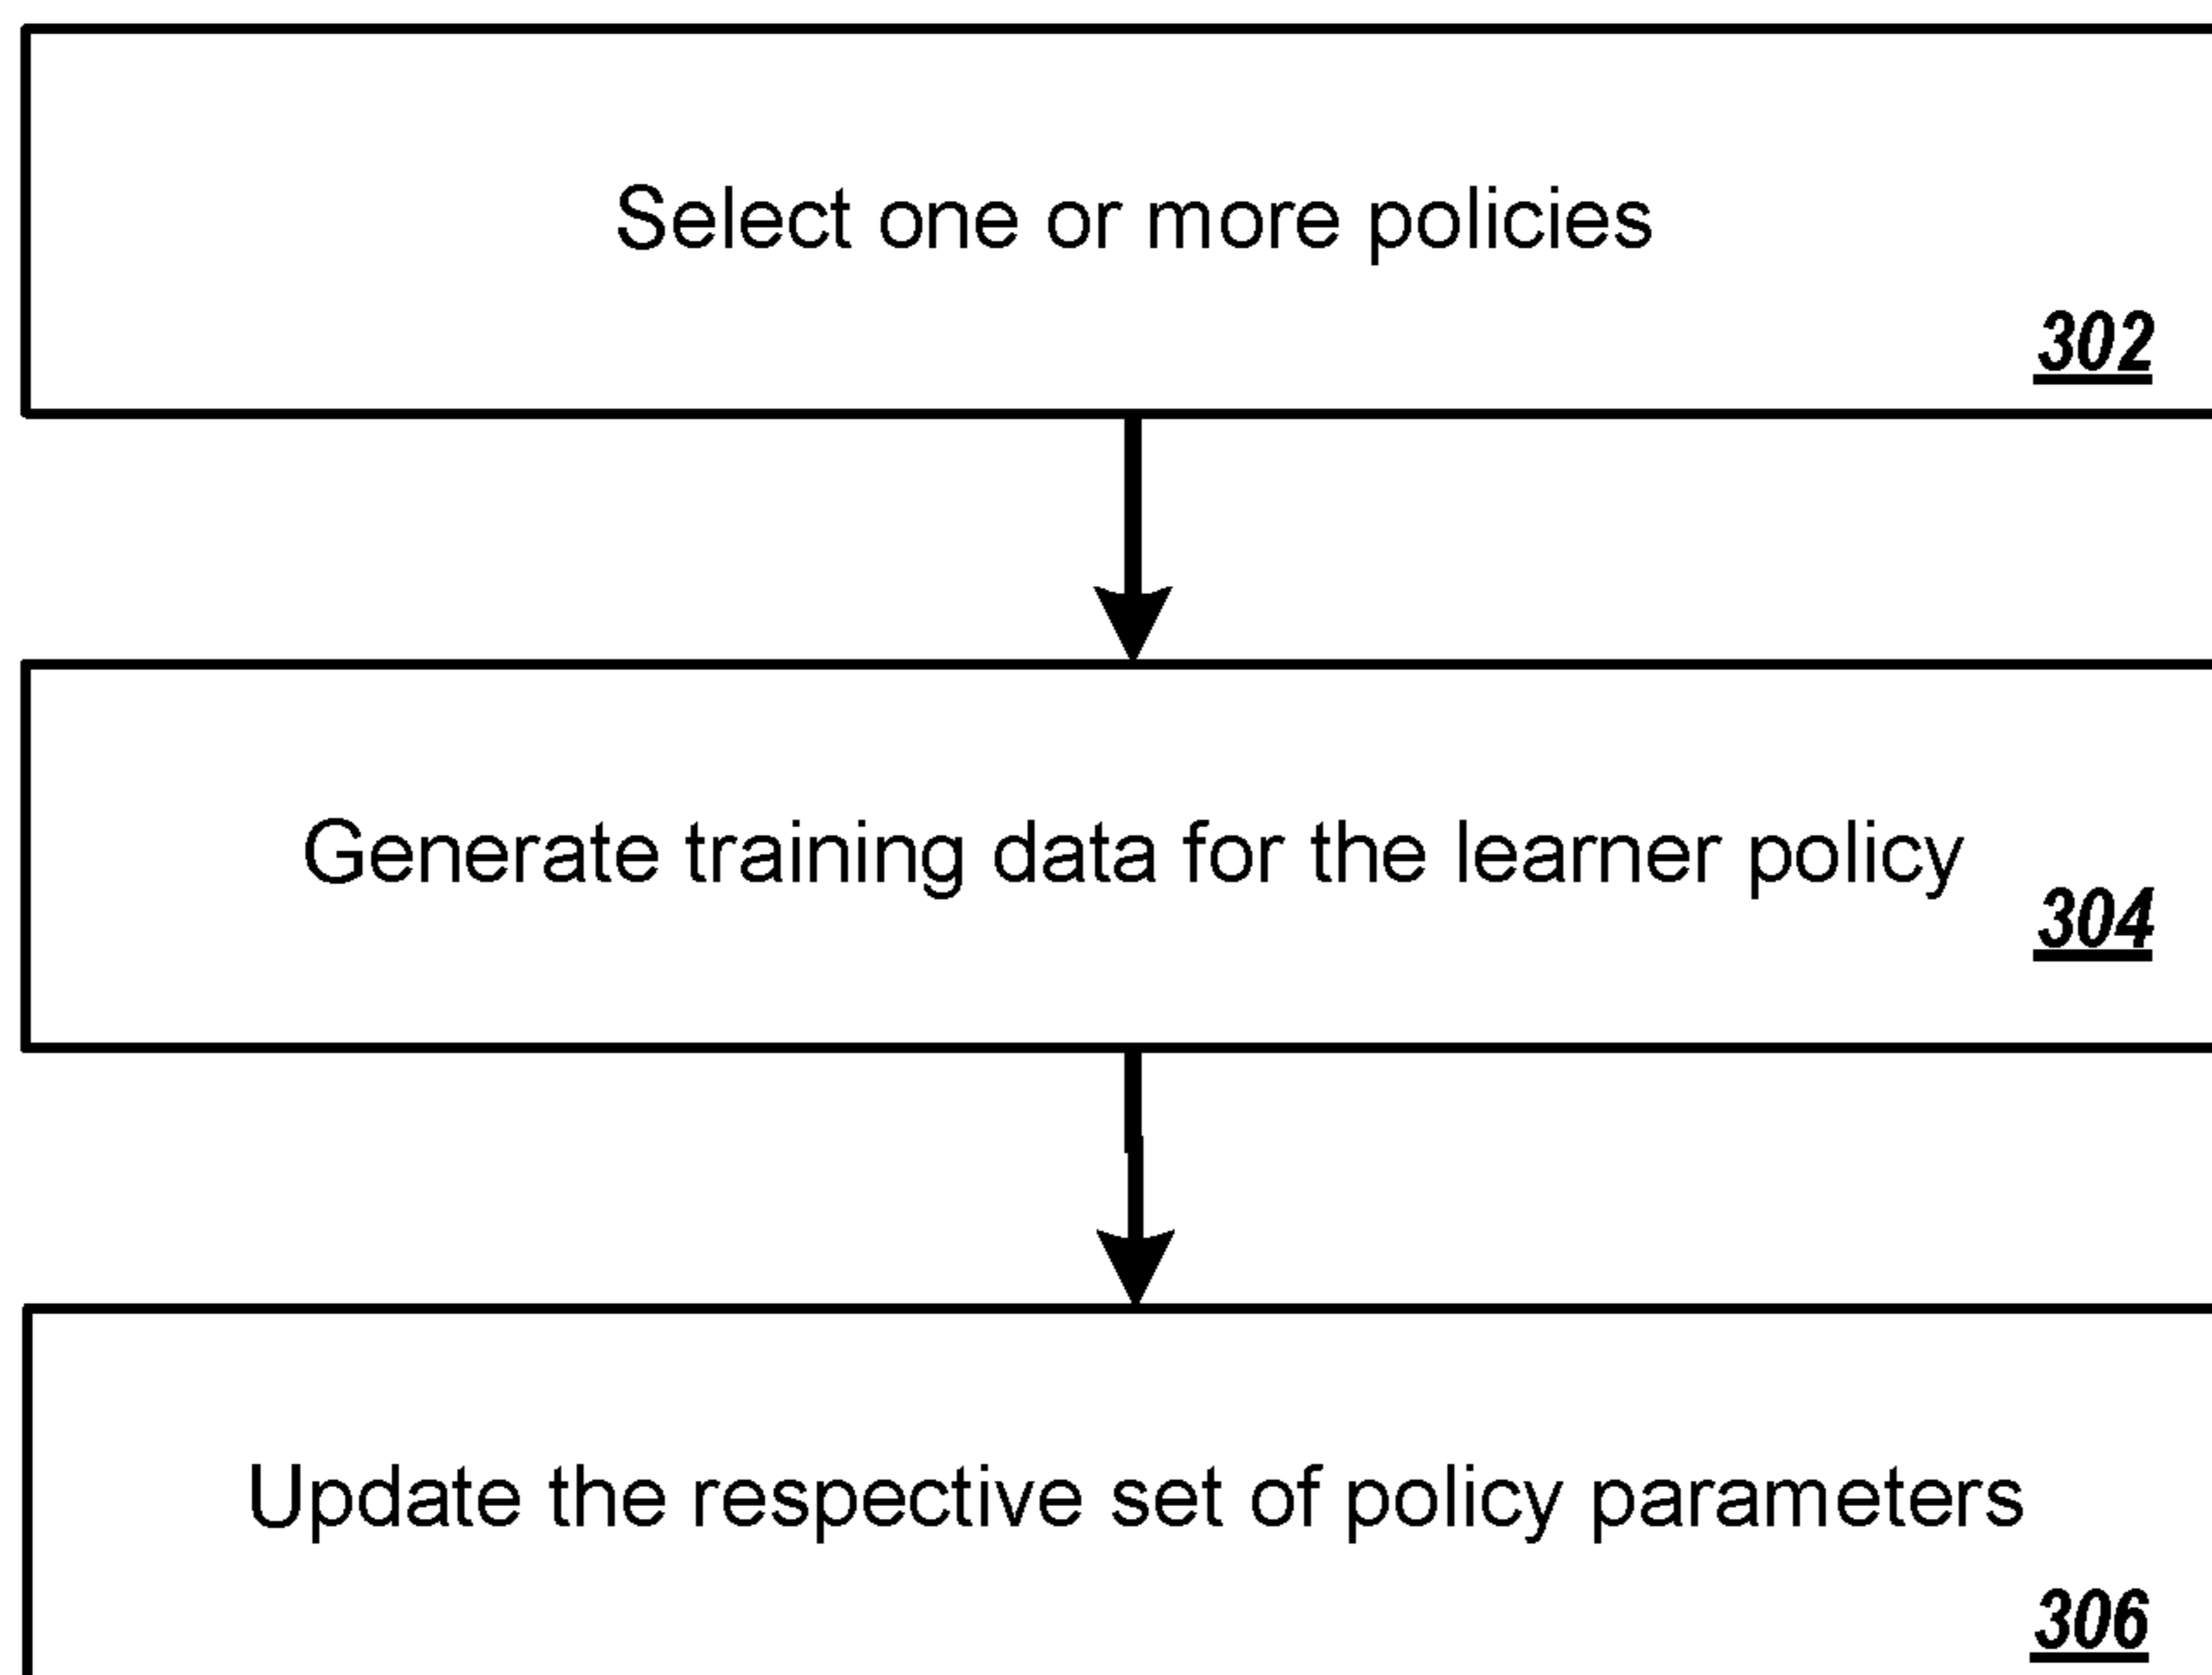 Select one or more policies
302
Generate training data for the learner policy
304
Update the respective set of policy parameters
306